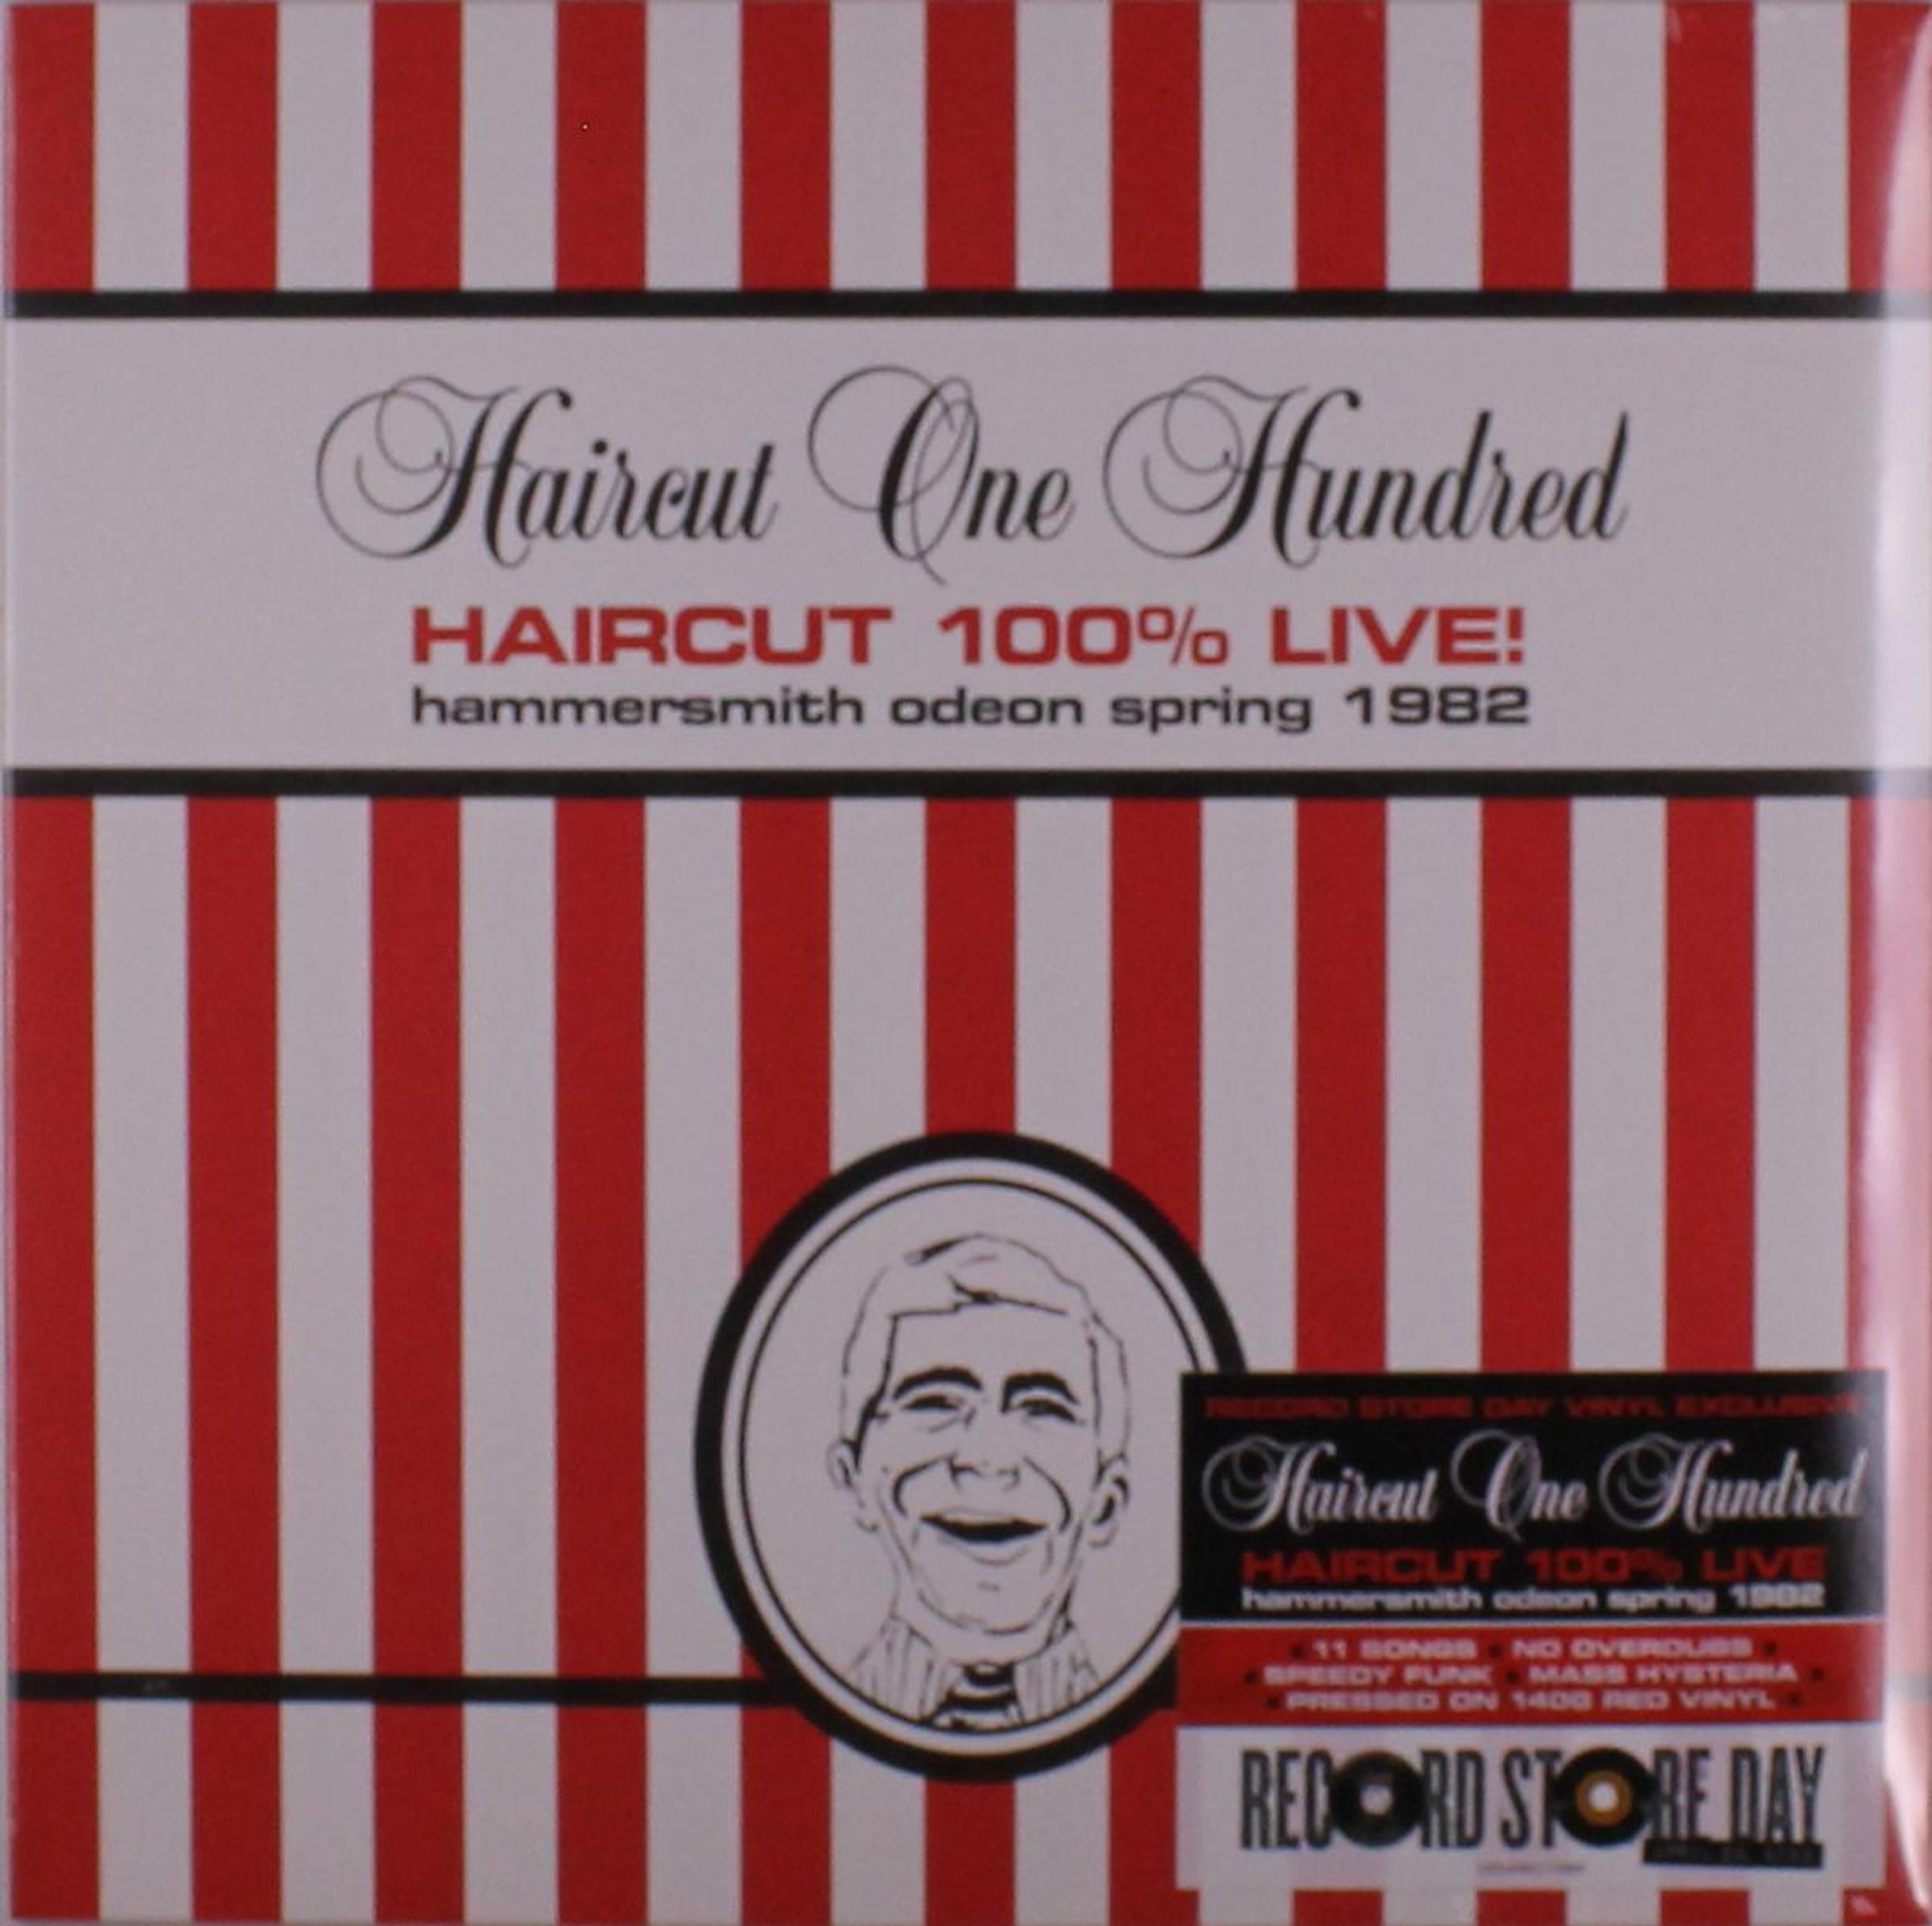 Haircut One Hundred
HAIRCUT 100% LIVE!
hammersmith odeon spring 1982
RECORD STORE DAY VINYL EXCLUSIVE
Haircut One Hundred
HAIRCUT 100% LIVE
hammersmith odeon spring 1982
11 SONGS • NO OVERDUBS •
• SPEEDY FUNK • MASS HYSTERIA •
• PRESSED ON 140G RED VINYL •
RECORD STORE DAY